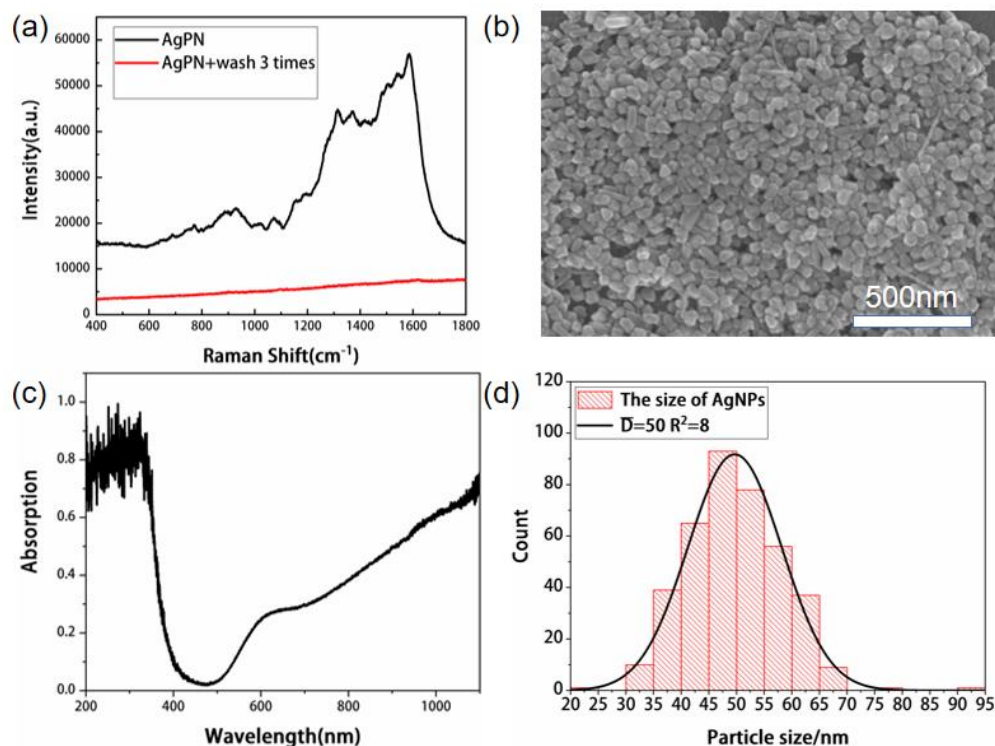 (a)
60000
50000
40000
30000
20000
10000
0
Intensity(a.u.)
AgPN
AgPN+wash 3 times
400 600 800 1000 1200 1400 1600 1800
Raman Shift(cm⁻¹)
(b)
500nm
(c)
1.0
0.8
0.6
0.4
0.2
0.0
Absorption
200 400 600 800 1000
Wavelength(nm)
(d)
120
100
80
60
40
20
0
Count
The size of AgNPs
D̅=50 R²=8
20 25 30 35 40 45 50 55 60 65 70 75 80 85 90 95
Particle size/nm